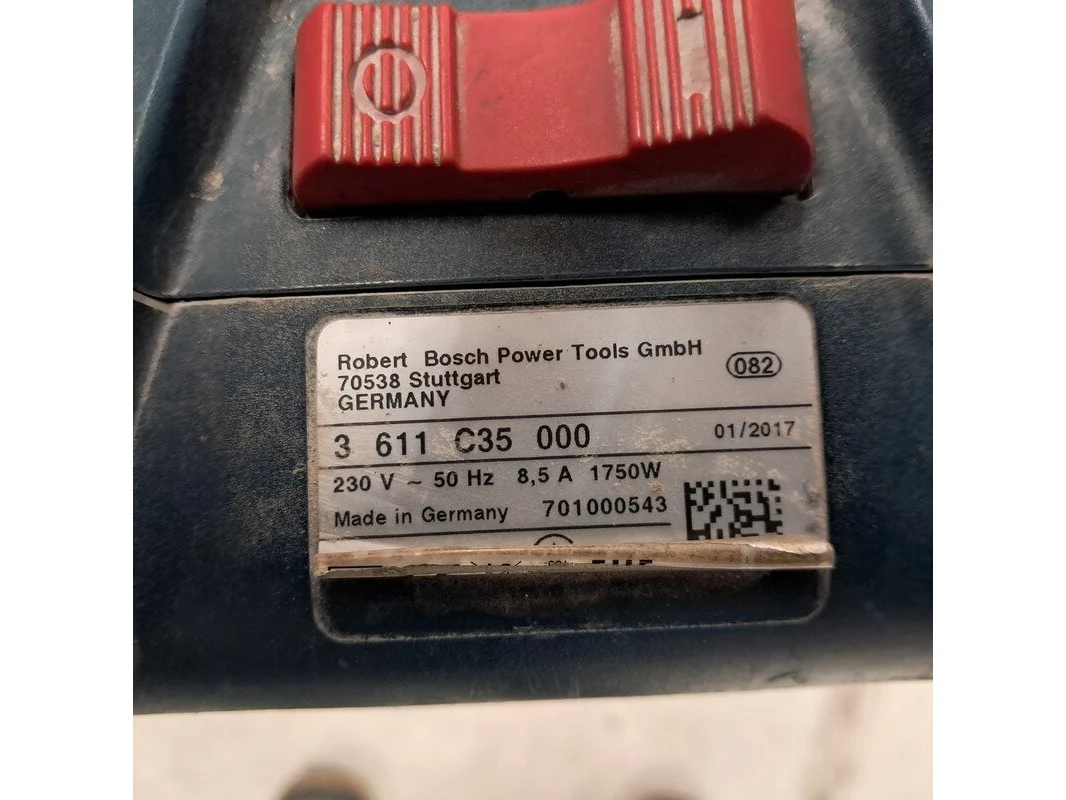 Robert Bosch Power Tools GmbH
70538 Stuttgart
GERMANY
082
3 611 C35 000
01/2017
230 V ~ 50 Hz 8,5 A 1750W
Made in Germany 701000543